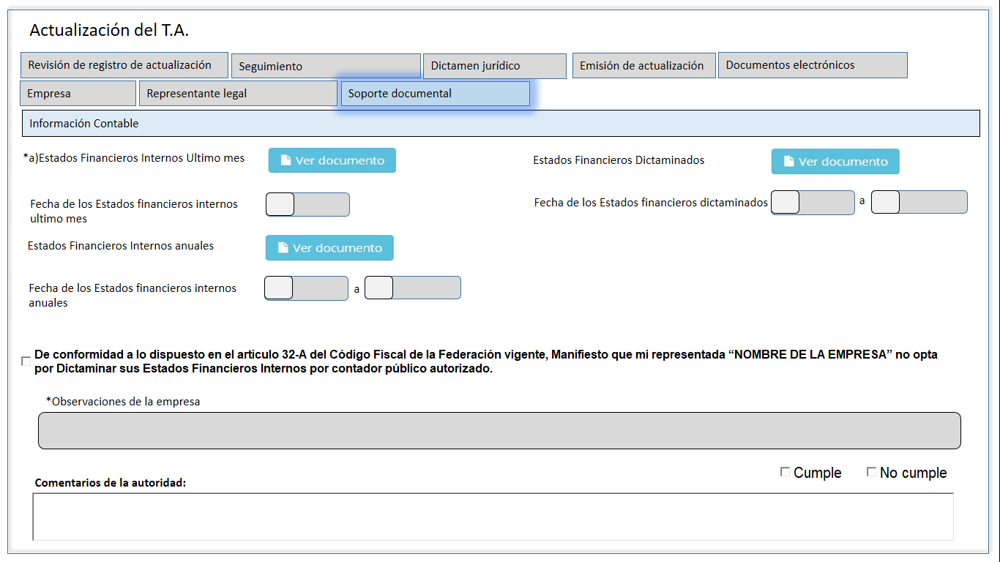 Actualización del T.A.
Revisión de registro de actualización
Seguimiento
Dictamen jurídico
Emisión de actualización
Documentos electrónicos
Empresa
Representante legal
Soporte documental
Información Contable
*a)Estados Financieros Internos Ultimo mes
Ver documento
Estados Financieros Dictaminados
Ver documento
Fecha de los Estados financieros internos
ultimo mes
Fecha de los Estados financieros dictaminados
a
Estados Financieros Internos anuales
Ver documento
Fecha de los Estados financieros internos
anuales
a
De conformidad a lo dispuesto en el artículo 32-A del Código Fiscal de la Federación vigente, Manifiesto que mi representada “NOMBRE DE LA EMPRESA” no opta
por Dictaminar sus Estados Financieros Internos por contador público autorizado.
*Observaciones de la empresa
Cumple
No cumple
Comentarios de la autoridad: